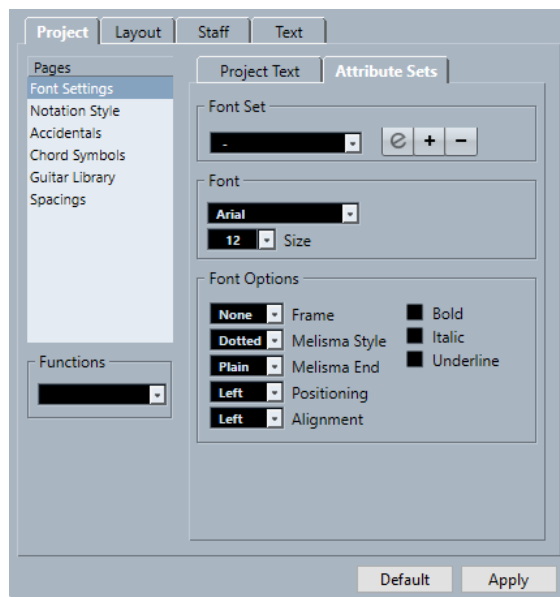 Project Layout Staff Text
Pages
Font Settings
Notation Style
Accidentals
Chord Symbols
Guitar Library
Spacings
Functions
Project Text Attribute Sets
Font Set
- e + −
Font
Arial
12 Size
Font Options
None Frame
Dotted Melisma Style
Plain Melisma End
Left Positioning
Left Alignment
Bold
Italic
Underline
Default Apply